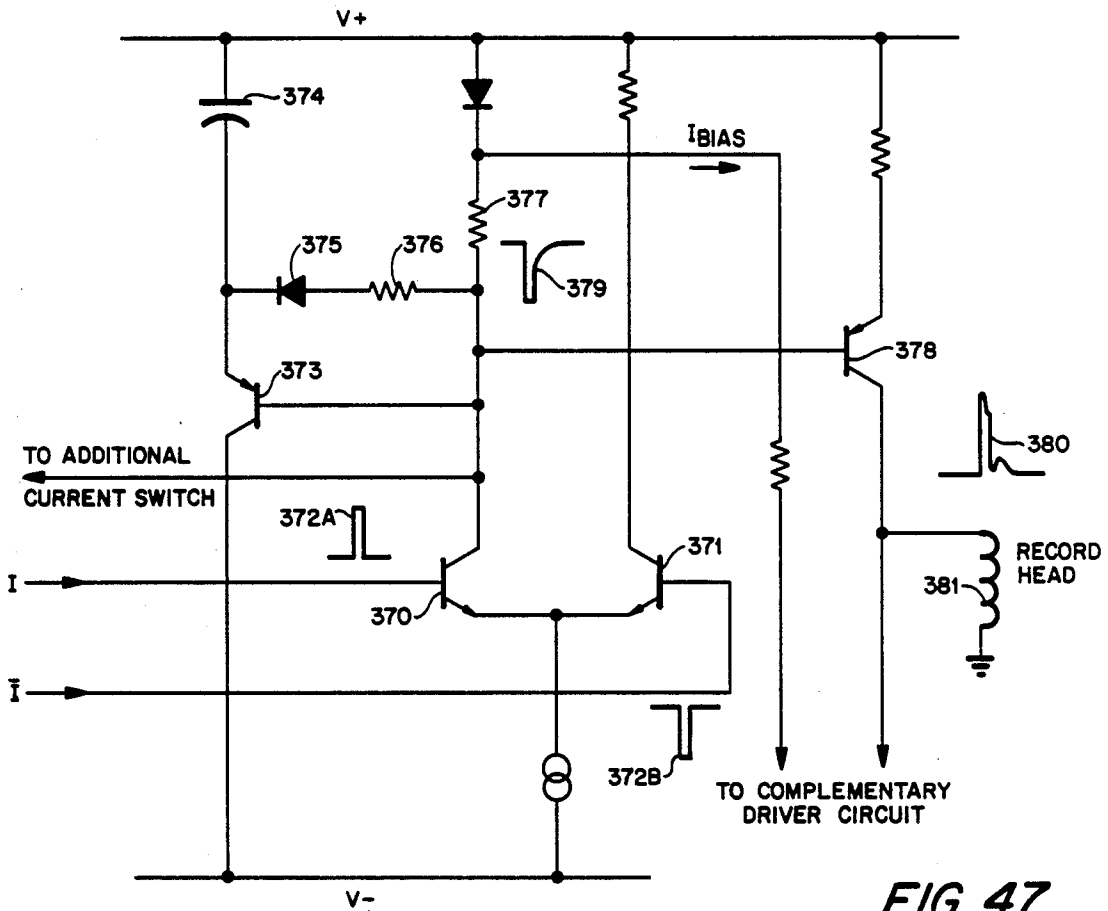 V+
374
IBIAS
377
375
376
379
378
373
TO ADDITIONAL
CURRENT SWITCH
380
372A
371
RECORD
HEAD
I
370
381
Ī
372B
TO COMPLEMENTARY
DRIVER CIRCUIT
V-
FIG. 47